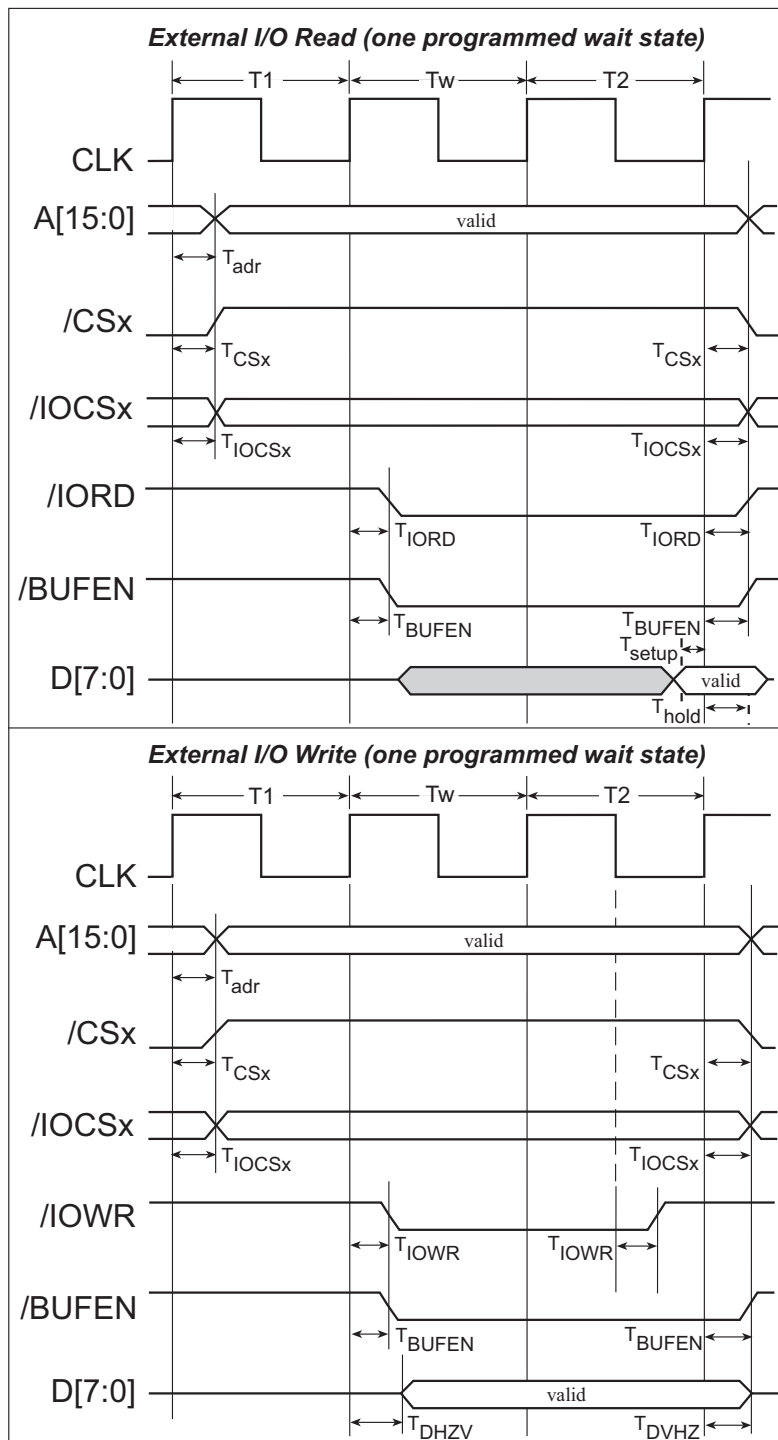 External I/O Read (one programmed wait state)
T1 Tw T2
CLK
A[15:0] valid
Tadr
/CSx
TCSx TCSx
/IOCSx
TIOCSx TIOCSx
/IORD
TIORD TIORD
/BUFEN
TBUFEN TBUFEN
Tsetup
D[7:0] valid
Thold
External I/O Write (one programmed wait state)
T1 Tw T2
CLK
A[15:0] valid
Tadr
/CSx
TCSx TCSx
/IOCSx
TIOCSx TIOCSx
/IOWR
TIOWR TIOWR
/BUFEN
TBUFEN TBUFEN
D[7:0] valid
TDHZV TDVHZ